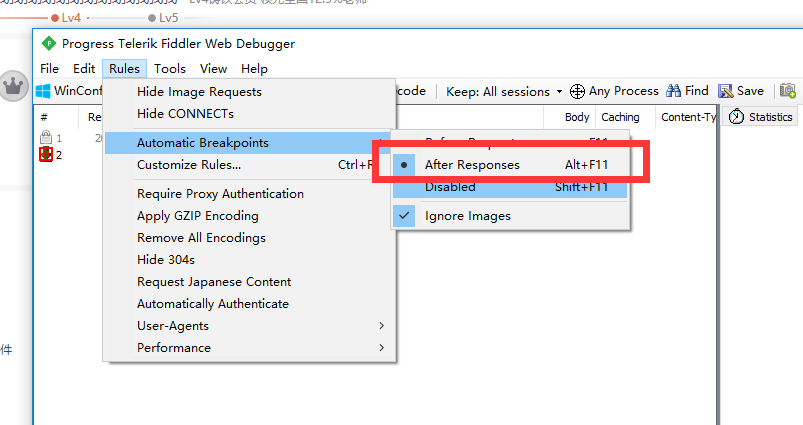 Lv4
Lv5
Progress Telerik Fiddler Web Debugger
File Edit Rules Tools View Help
WinConf
code Keep: All sessions Any Process Find Save
# Body Caching Content-Ty Statistics
1
2
Hide Image Requests
Hide CONNECTs
Automatic Breakpoints
Customize Rules... Ctrl+R
Require Proxy Authentication
Apply GZIP Encoding
Remove All Encodings
Hide 304s
Request Japanese Content
Automatically Authenticate
User-Agents
Performance
After Responses Alt+F11
Disabled Shift+F11
Ignore Images
件